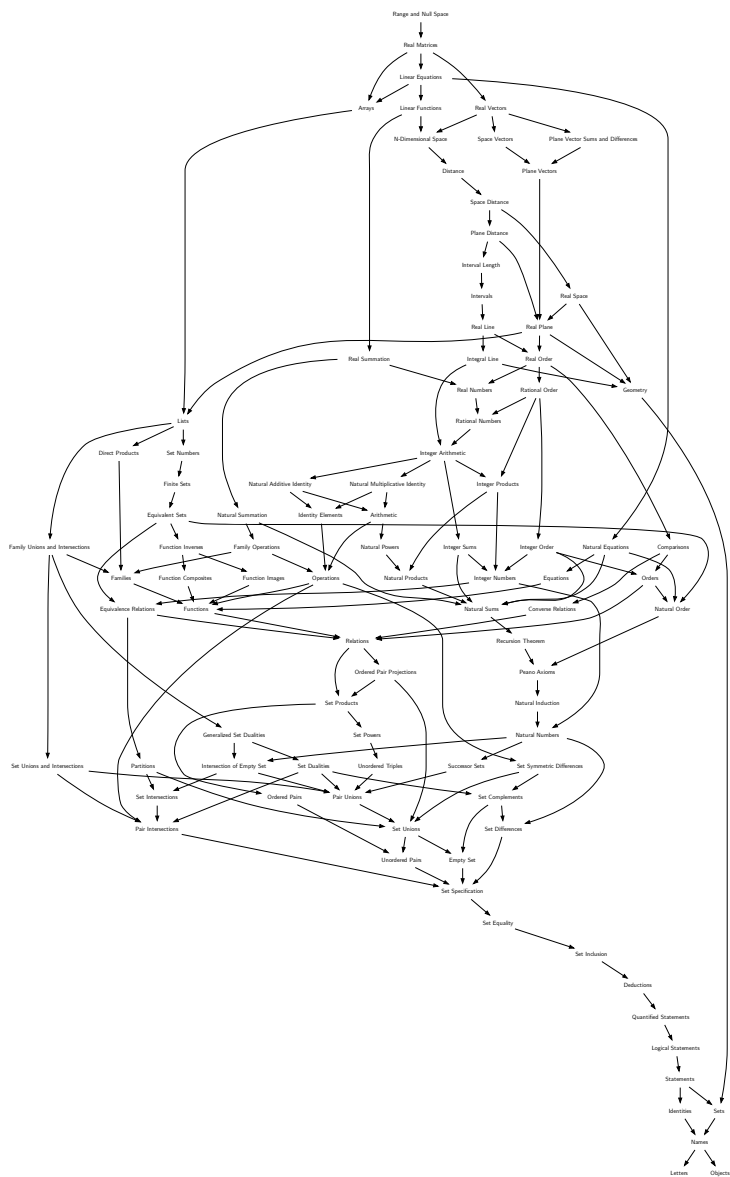 Range and Null Space
Real Matrices
Linear Equations
Arrays
Linear Functions
Real Vectors
N-Dimensional Space
Space Vectors
Plane Vector Sums and Differences
Distance
Plane Vectors
Space Distance
Plane Distance
Interval Length
Intervals
Real Space
Real Line
Real Plane
Real Summation
Integral Line
Real Order
Real Numbers
Rational Order
Geometry
Lists
Rational Numbers
Direct Products
Set Numbers
Integer Arithmetic
Finite Sets
Natural Additive Identity
Natural Multiplicative Identity
Integer Products
Equivalent Sets
Natural Summation
Identity Elements
Arithmetic
Family Unions and Intersections
Function Inverses
Family Operations
Natural Powers
Integer Sums
Integer Order
Natural Equations
Comparisons
Families
Function Composites
Function Images
Operations
Natural Products
Integer Numbers
Equations
Orders
Equivalence Relations
Functions
Natural Sums
Converse Relations
Natural Order
Relations
Recursion Theorem
Ordered Pair Projections
Peano Axioms
Set Products
Natural Induction
Generalized Set Dualities
Set Powers
Natural Numbers
Set Unions and Intersections
Partitions
Intersection of Empty Set
Set Dualities
Unordered Triples
Successor Sets
Set Symmetric Differences
Set Intersections
Ordered Pairs
Pair Unions
Set Complements
Pair Intersections
Set Unions
Set Differences
Unordered Pairs
Empty Set
Set Specification
Set Equality
Set Inclusion
Deductions
Quantified Statements
Logical Statements
Statements
Identities
Sets
Names
Letters
Objects